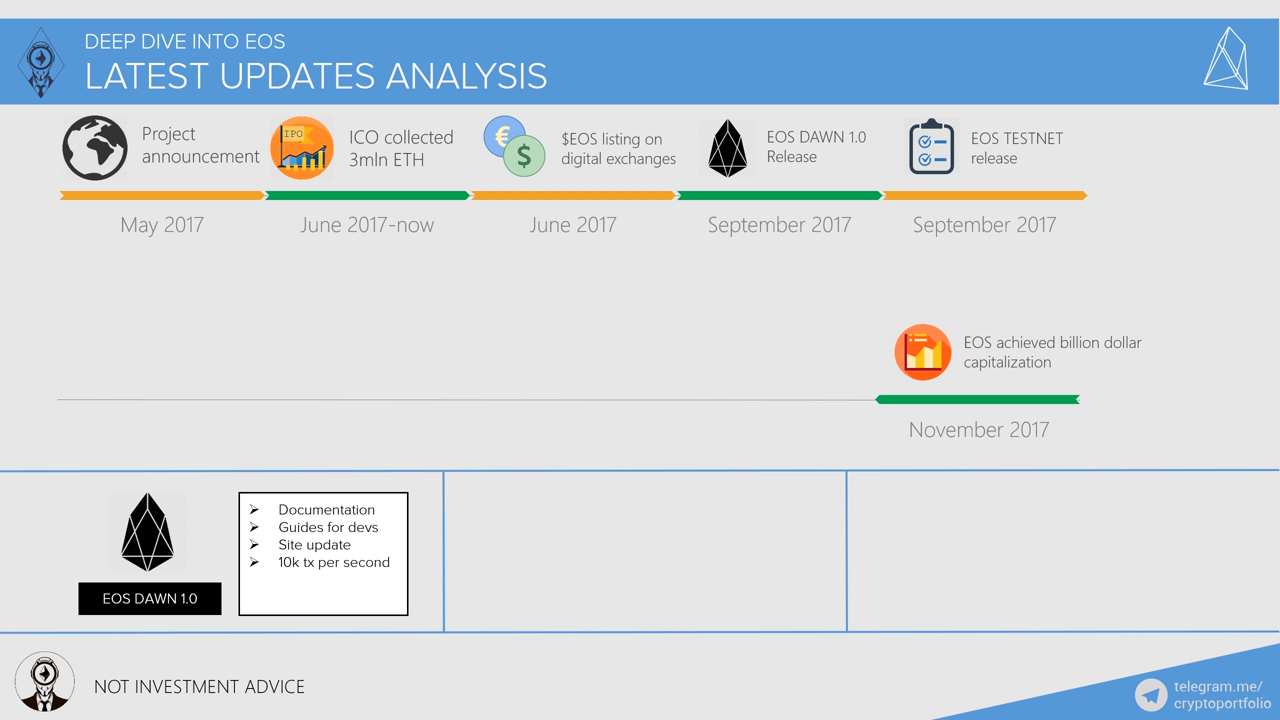 DEEP DIVE INTO EOS
LATEST UPDATES ANALYSIS
Project
announcement
IPO
ICO collected
3mln ETH
€
$
$EOS listing on
digital exchanges
EOS DAWN 1.0
Release
EOS TESTNET
release
May 2017
June 2017-now
June 2017
September 2017
September 2017
EOS achieved billion dollar
capitalization
November 2017
EOS DAWN 1.0
Documentation
Guides for devs
Site update
10k tx per second
NOT INVESTMENT ADVICE
telegram.me/
cryptoportfolio